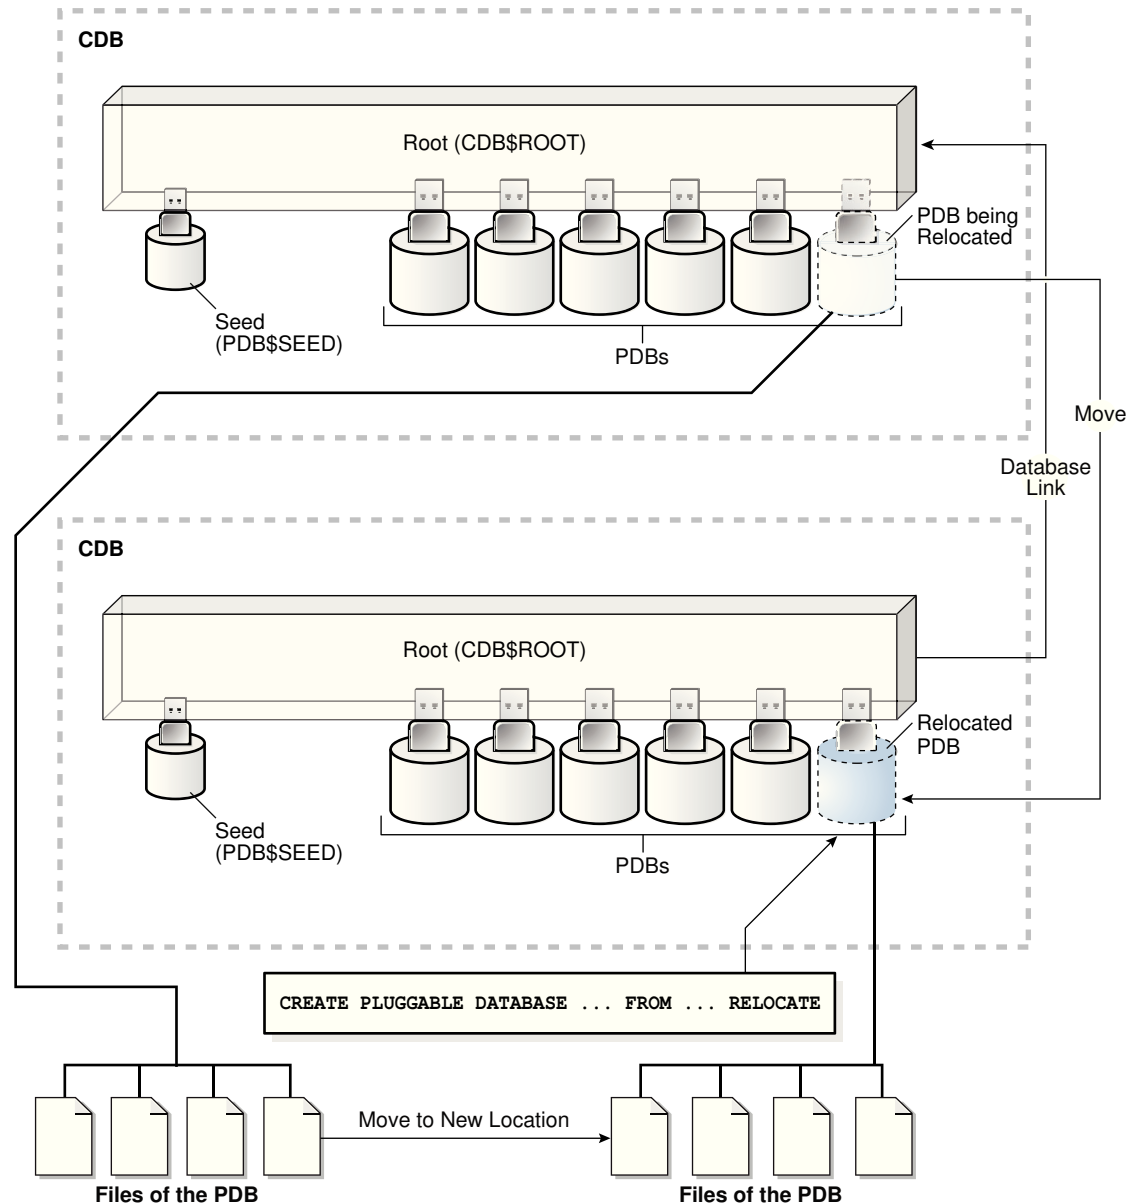 CDB
Root (CDB$ROOT)
PDB being
Relocated
Seed
(PDB$SEED)
PDBs
Move
Database
Link
CDB
Root (CDB$ROOT)
Relocated
PDB
Seed
(PDB$SEED)
PDBs
CREATE PLUGGABLE DATABASE ... FROM ... RELOCATE
Move to New Location
Files of the PDB
Files of the PDB